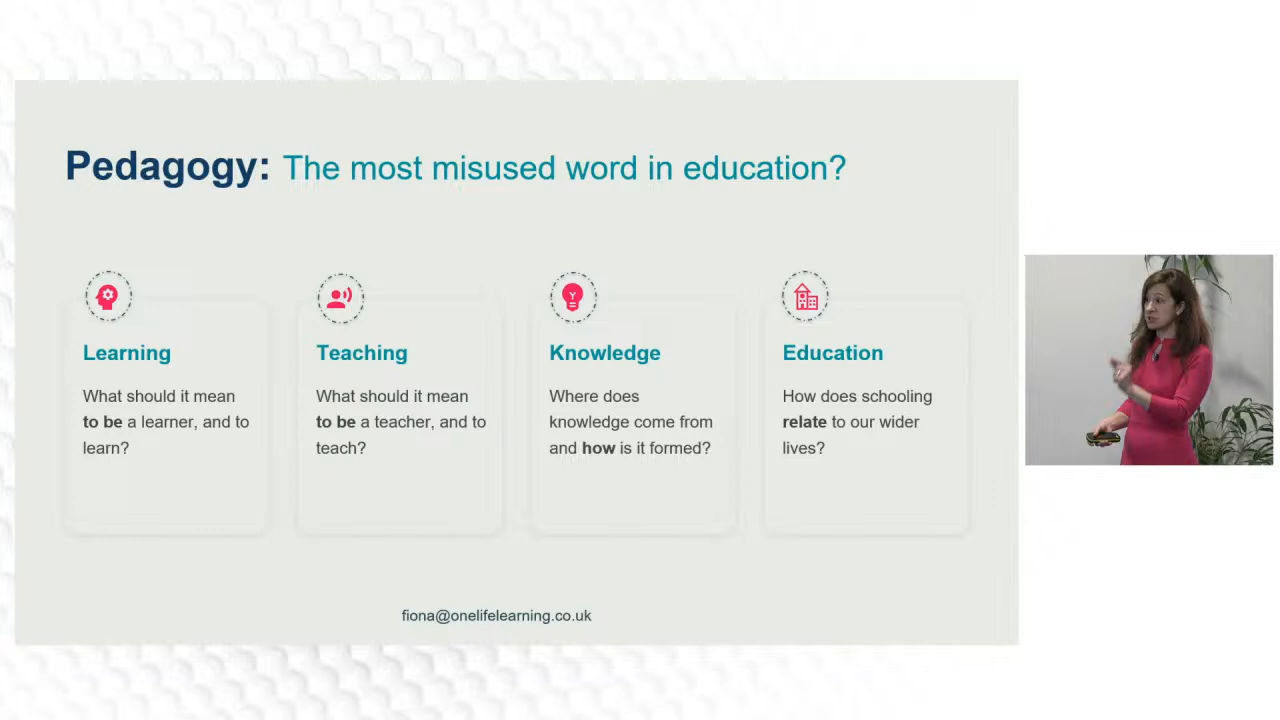 Pedagogy: The most misused word in education?
Learning
What should it mean
to be a learner, and to
learn?
Teaching
What should it mean
to be a teacher, and to
teach?
Knowledge
Where does
knowledge come from
and how is it formed?
Education
How does schooling
relate to our wider
lives?
fiona@onelifelearning.co.uk